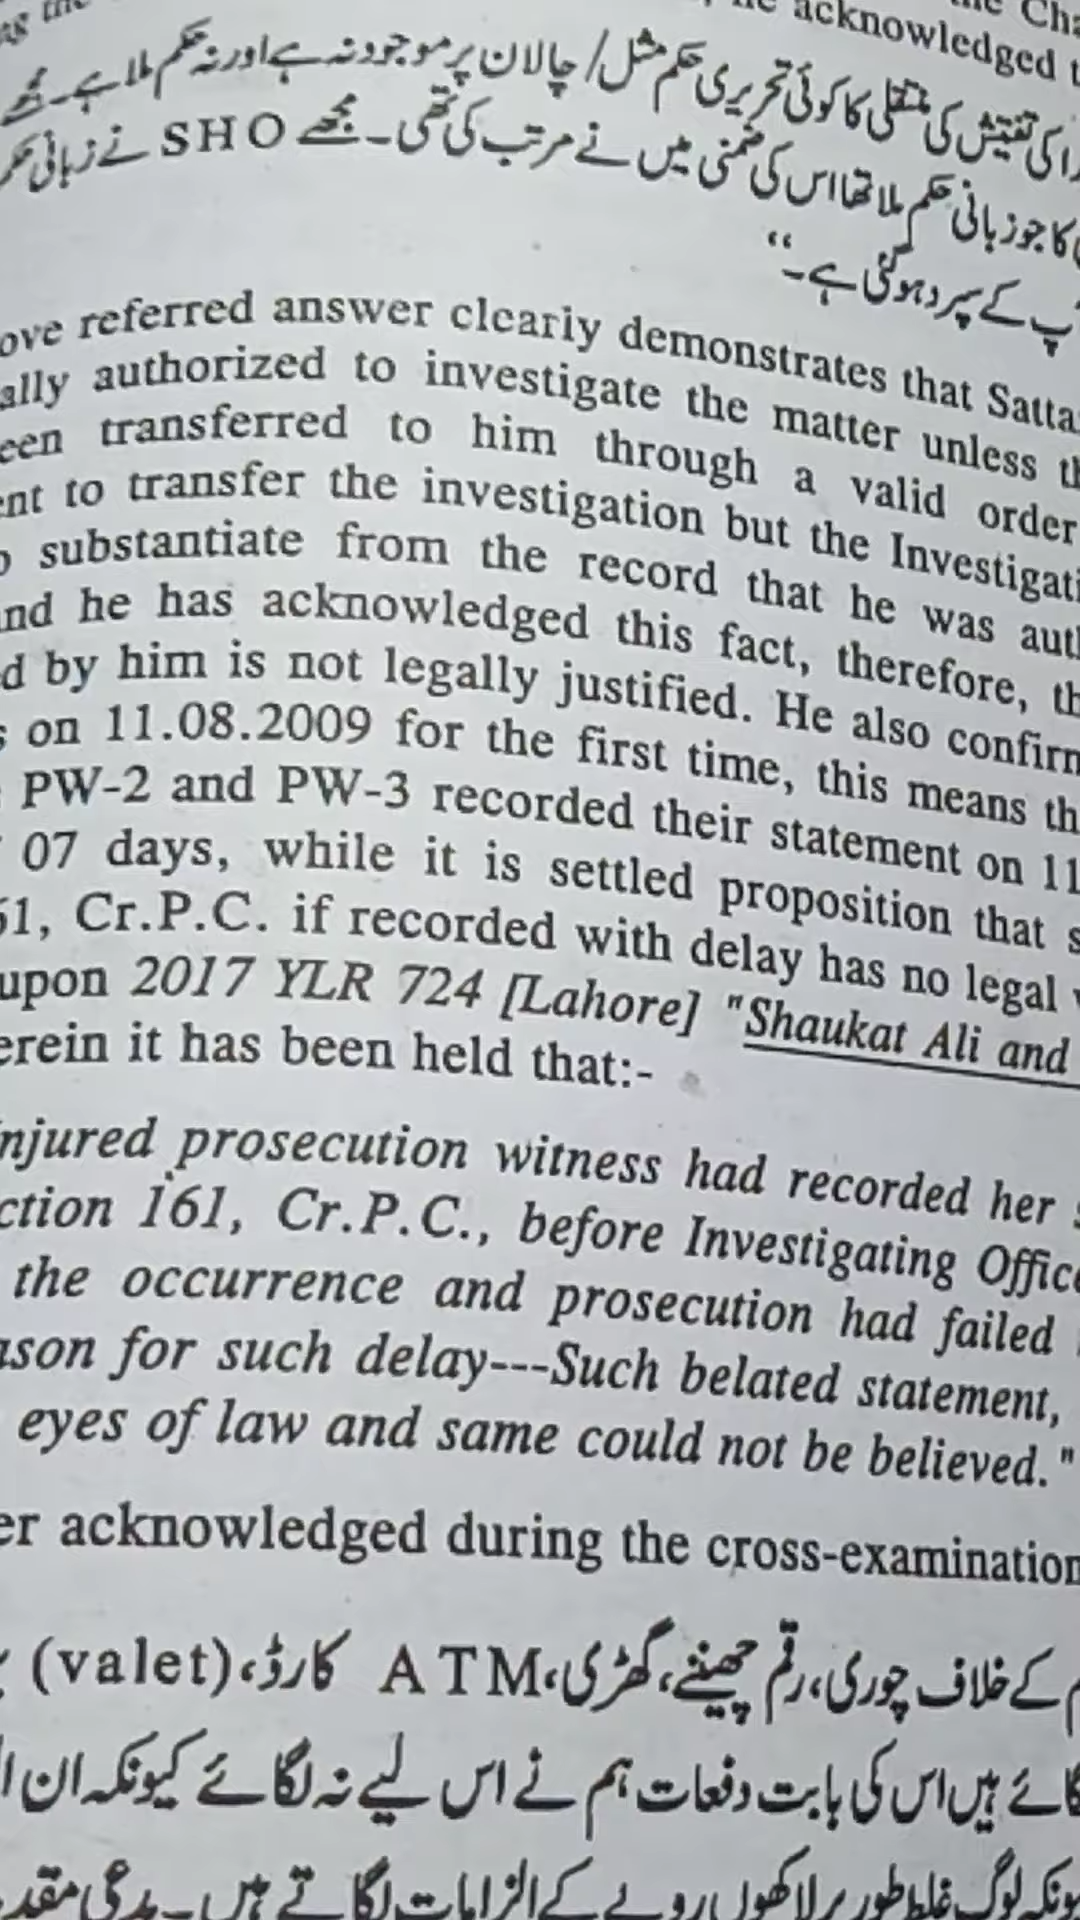 he acknowledged
کی تفتیش کی منتقلی کا کوئی تحریری حکم مثل/ چالان پر موجود نہ ہے اور نہ حکم ملا ہے۔ مجھے
کا جو زبانی حکم ملا تھا اس کی ضمنی میں نے مرتب کی تھی۔ مجھے SHO نے زبانی
کے سپرد ہو گئی ہے۔“
ove referred answer clearly demonstrates that Satta
ally authorized to investigate the matter unless th
een transferred to him through a valid order
ent to transfer the investigation but the Investigati
o substantiate from the record that he was auth
nd he has acknowledged this fact, therefore, th
d by him is not legally justified. He also confirm
s on 11.08.2009 for the first time, this means th
PW-2 and PW-3 recorded their statement on 11
07 days, while it is settled proposition that s
61, Cr.P.C. if recorded with delay has no legal
upon 2017 YLR 724 [Lahore] "Shaukat Ali and
erein it has been held that:-
njured prosecution witness had recorded her s
ction 161, Cr.P.C., before Investigating Offic
the occurrence and prosecution had failed
ason for such delay---Such belated statement,
eyes of law and same could not be believed."
er acknowledged during the cross-examination
کے خلاف چوری، رقم چھیننے، گھڑی، ATM کارڈ، (valet)
گائے ہیں اس کی بابت دفعات ہم نے اس لیے نہ لگائے کیونکہ ان
لوگ غلط طور پر لاکھوں روپے کے الزامات لگاتے ہیں۔ مدعی مقد